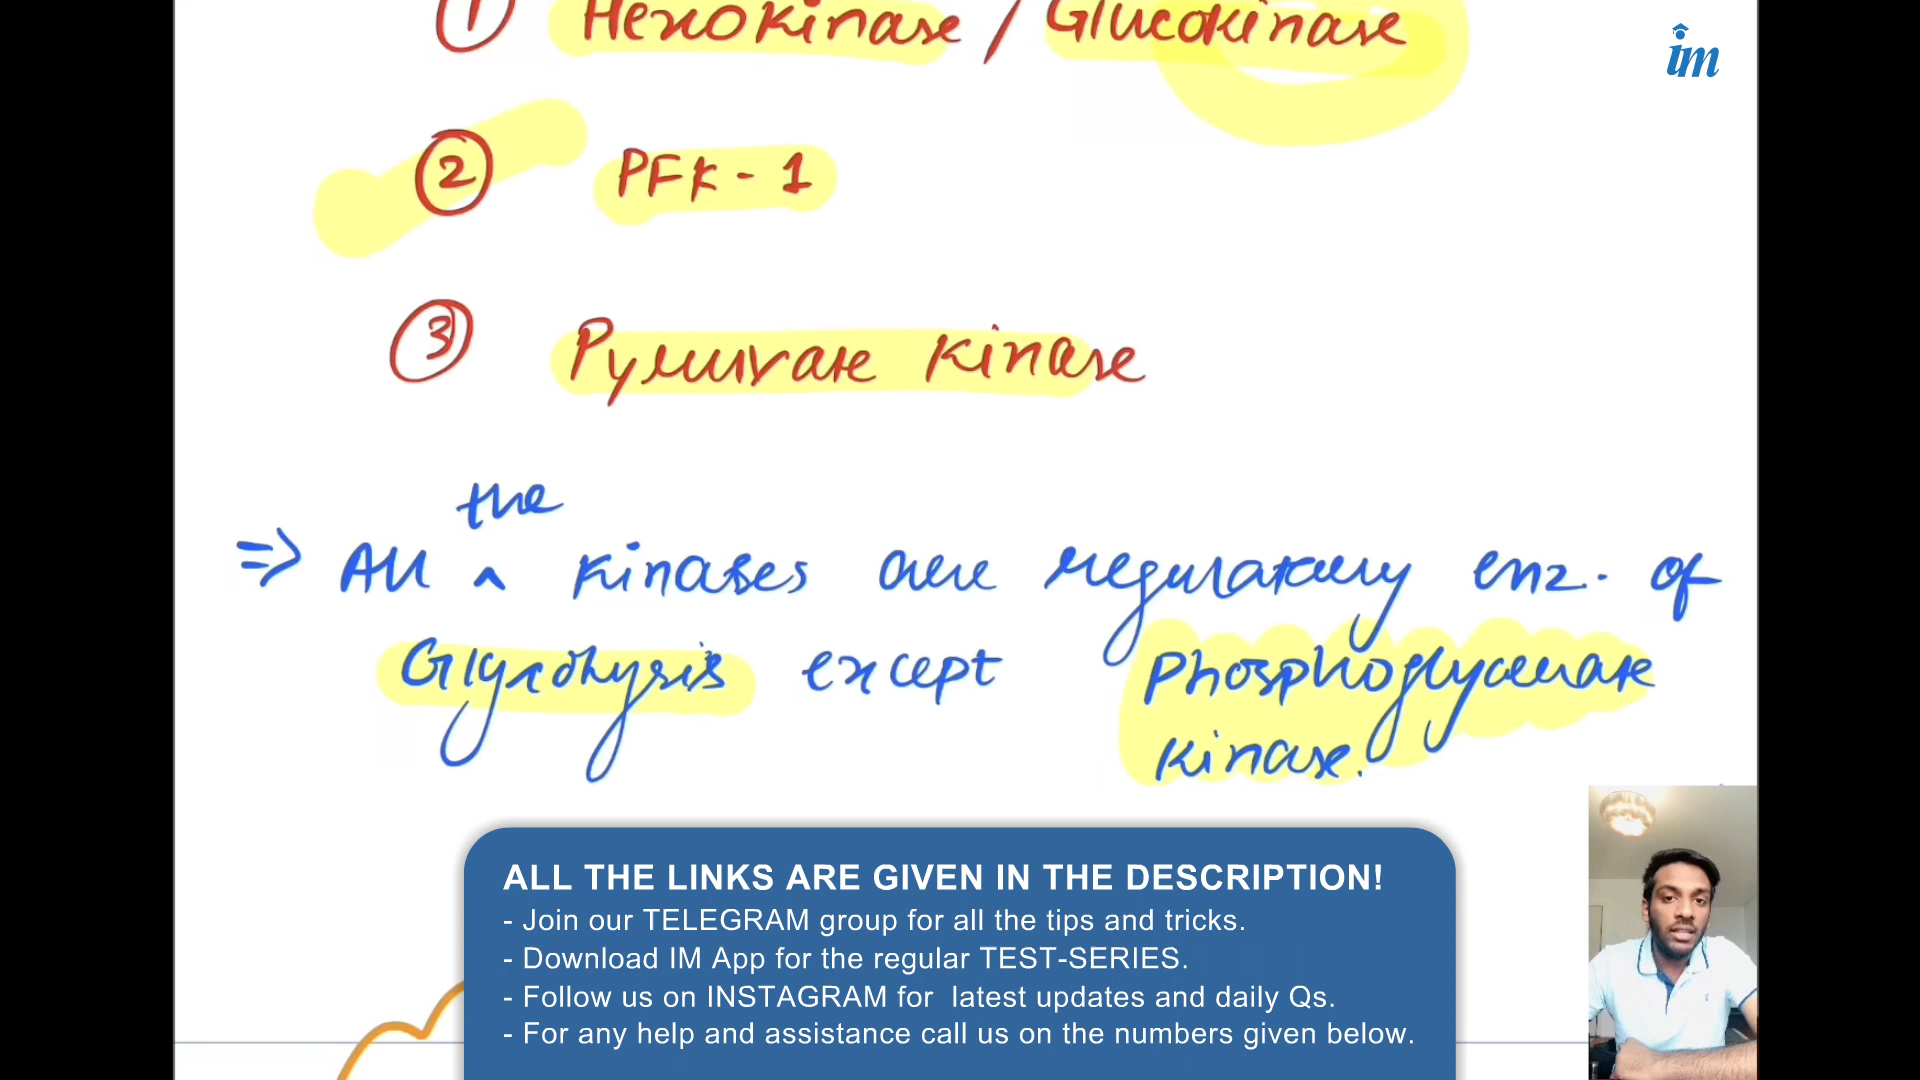 ① Hexokinase / Glucokinase
im
② PFK - 1
③ Pyruvate Kinase
the
⇒ All ^ Kinases are regulatory enz. of
Glycolysis except Phosphoglycerate
Kinase.
ALL THE LINKS ARE GIVEN IN THE DESCRIPTION!
- Join our TELEGRAM group for all the tips and tricks.
- Download IM App for the regular TEST-SERIES.
- Follow us on INSTAGRAM for latest updates and daily Qs.
- For any help and assistance call us on the numbers given below.